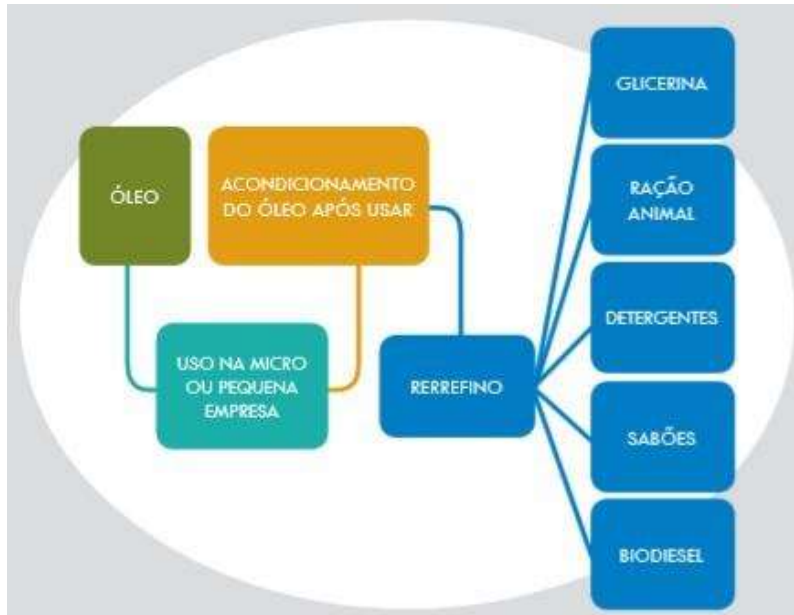 ÓLEO
ACONDICIONAMENTO
DO ÓLEO APÓS USAR
USO NA MICRO
OU PEQUENA
EMPRESA
RERREFINO
GLICERINA
RAÇÃO
ANIMAL
DETERGENTES
SABÕES
BIODIESEL